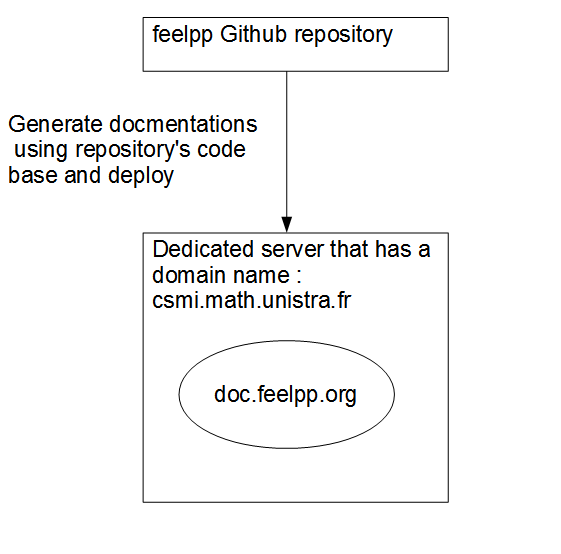 feelpp Github repository
Generate docmentations
using repository's code
base and deploy
Dedicated server that has a
domain name :
csmi.math.unistra.fr
doc.feelpp.org